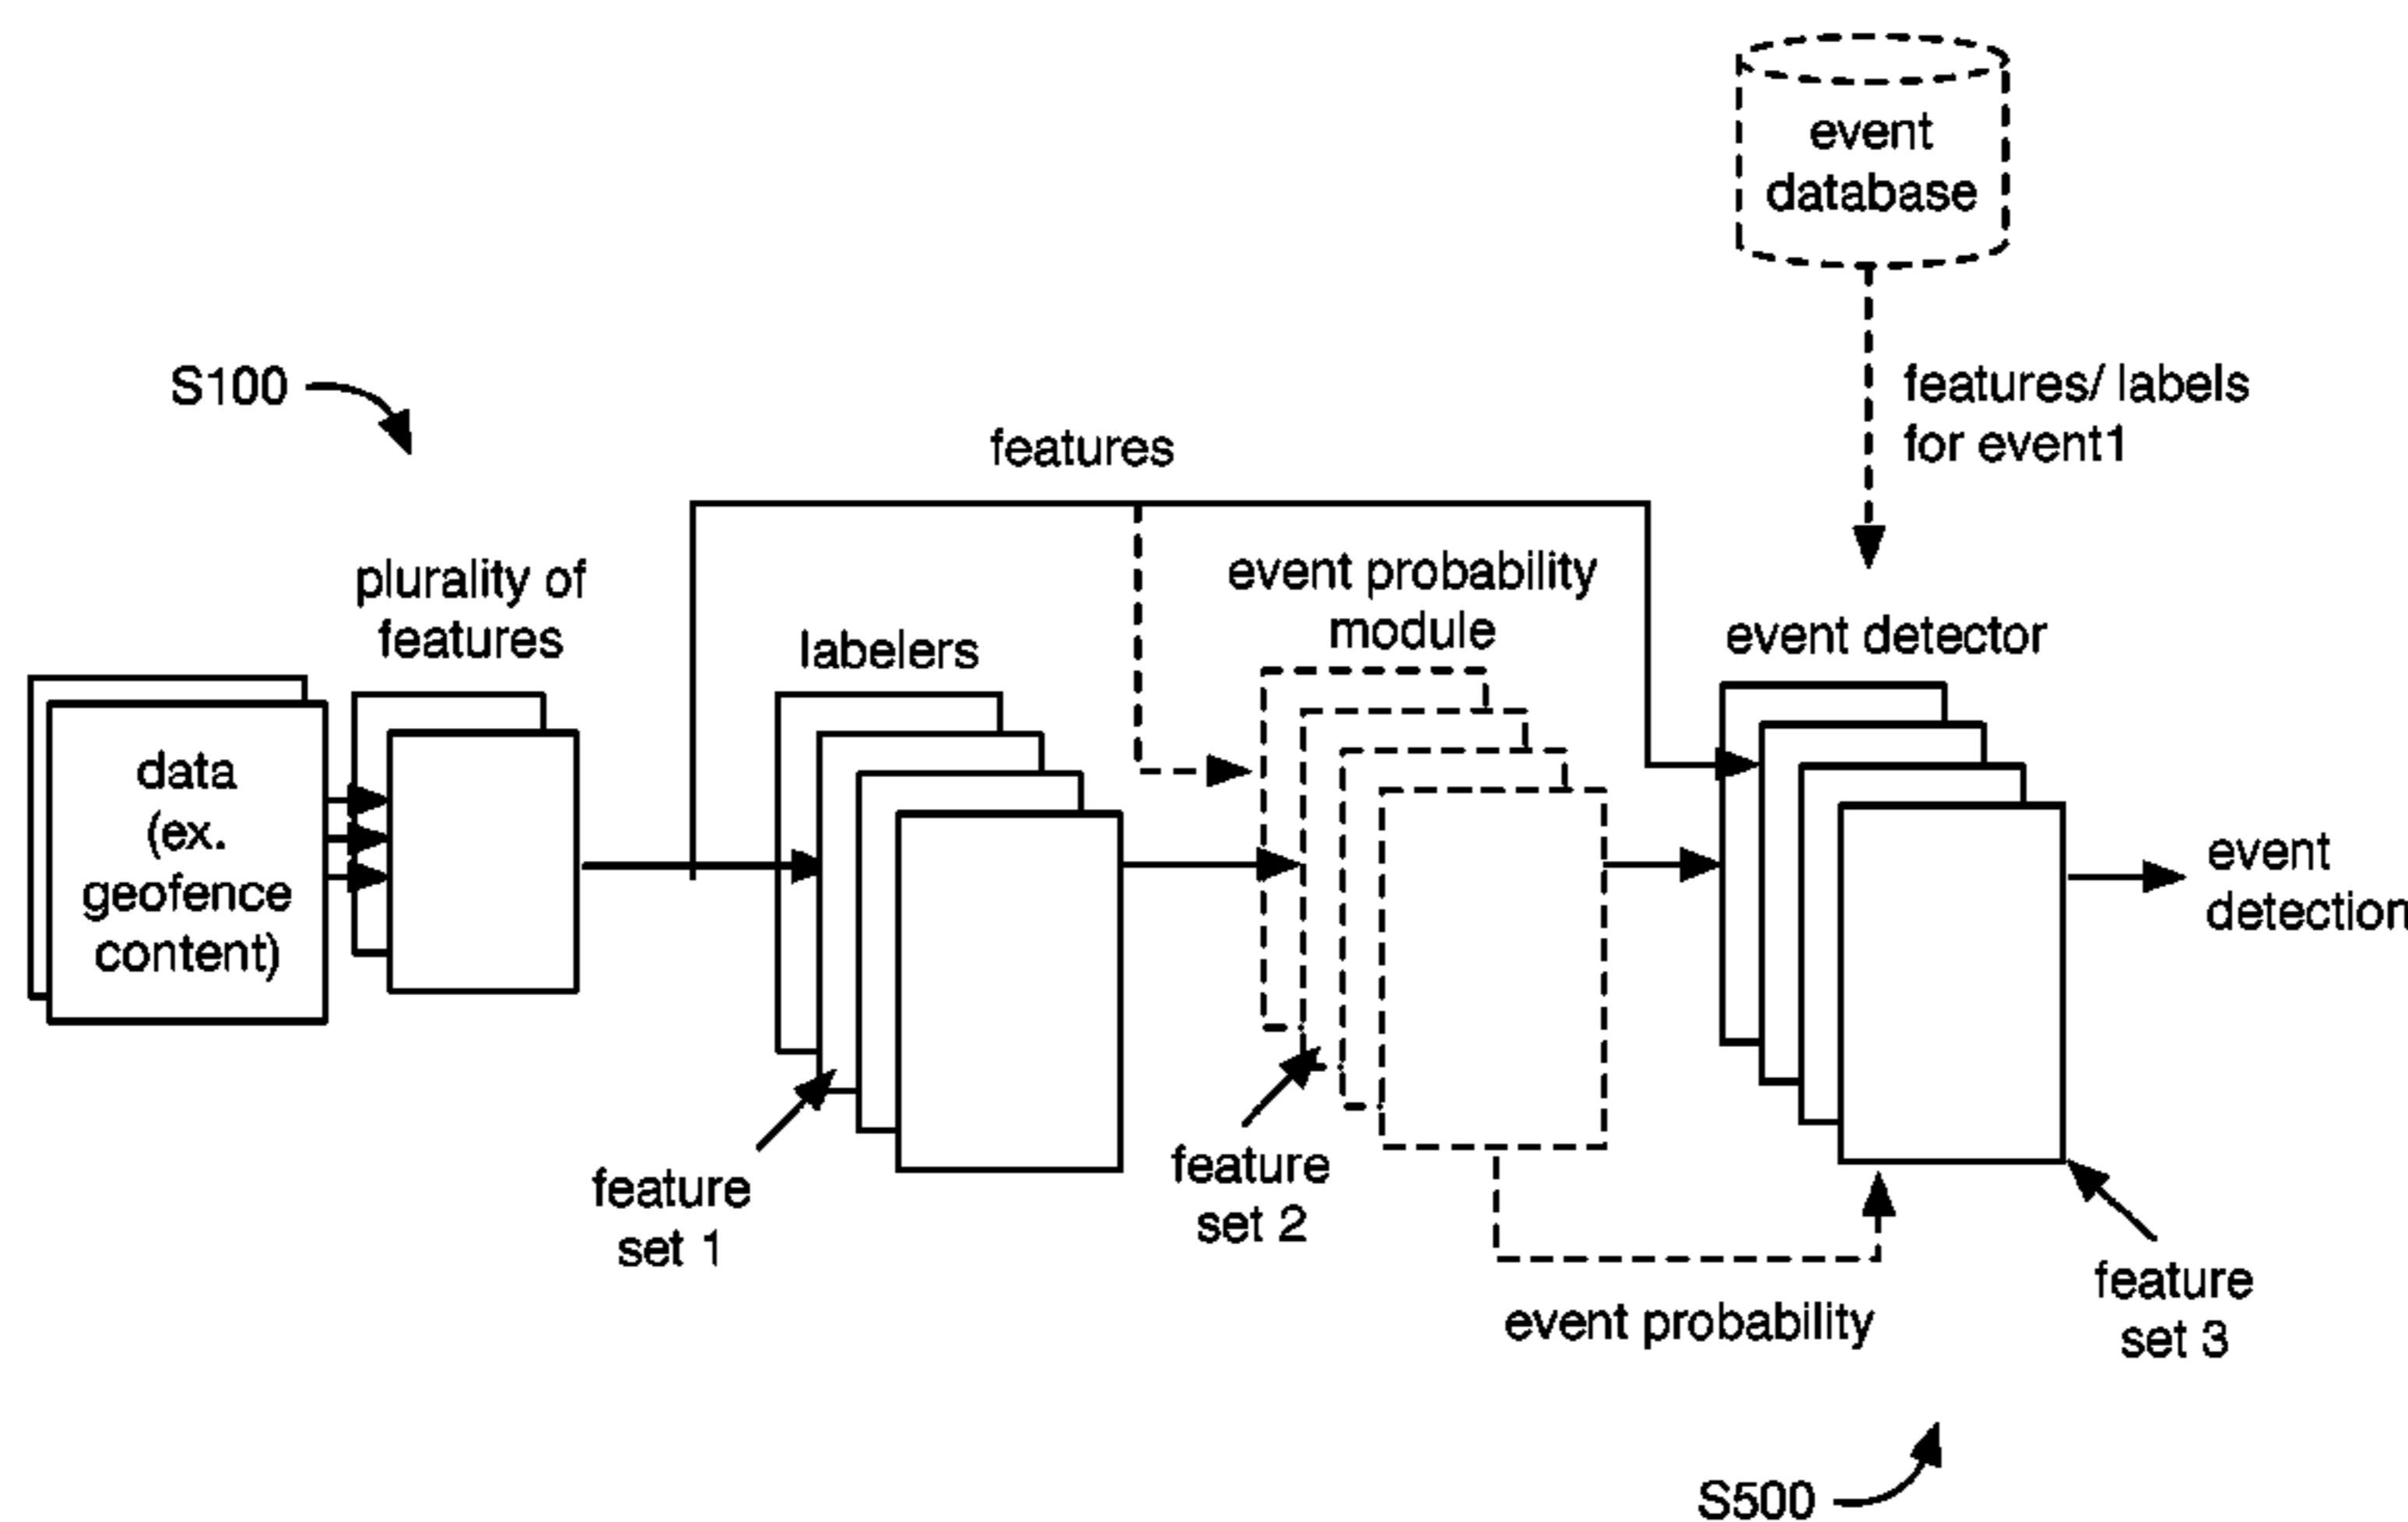 event
database
S100
features/ labels
for event1
features
plurality of
features
event probability
module
labelers
event detector
data
(ex.
geofence
content)
event
detection
feature
set 1
feature
set 2
event probability
feature
set 3
S500